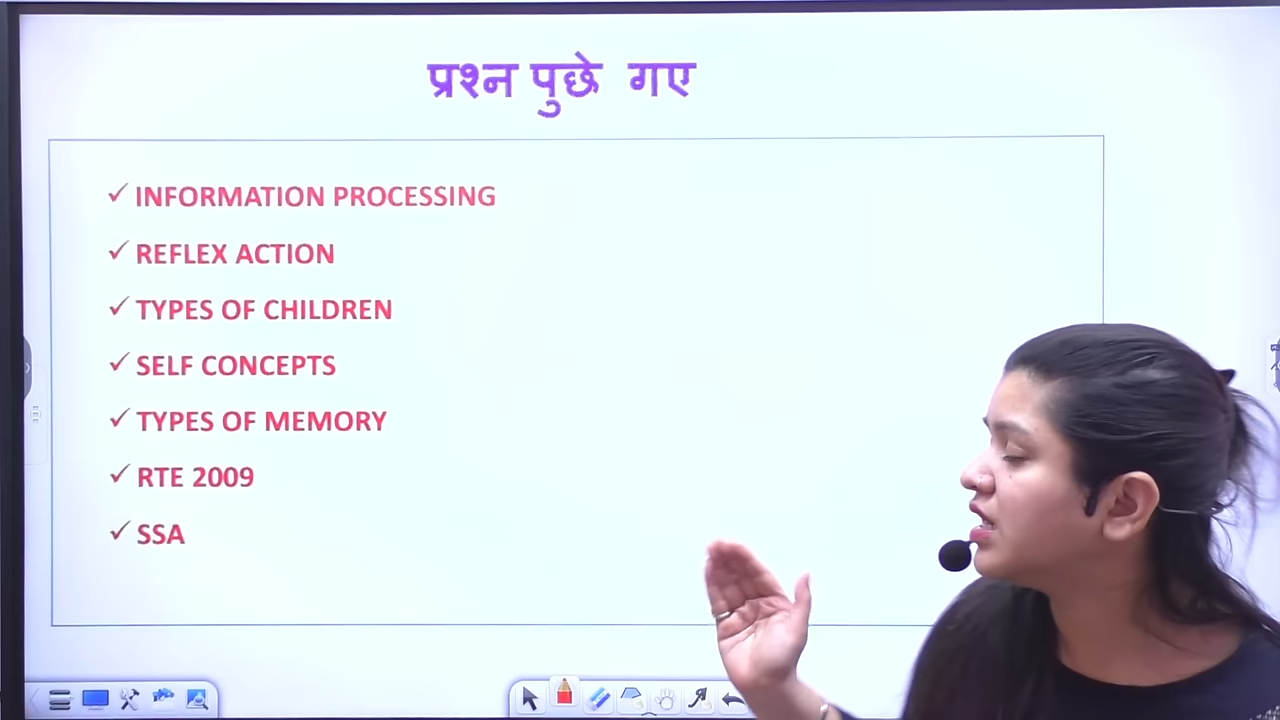 प्रश्न पुछे गए
✓ INFORMATION PROCESSING
✓ REFLEX ACTION
✓ TYPES OF CHILDREN
✓ SELF CONCEPTS
✓ TYPES OF MEMORY
✓ RTE 2009
✓ SSA